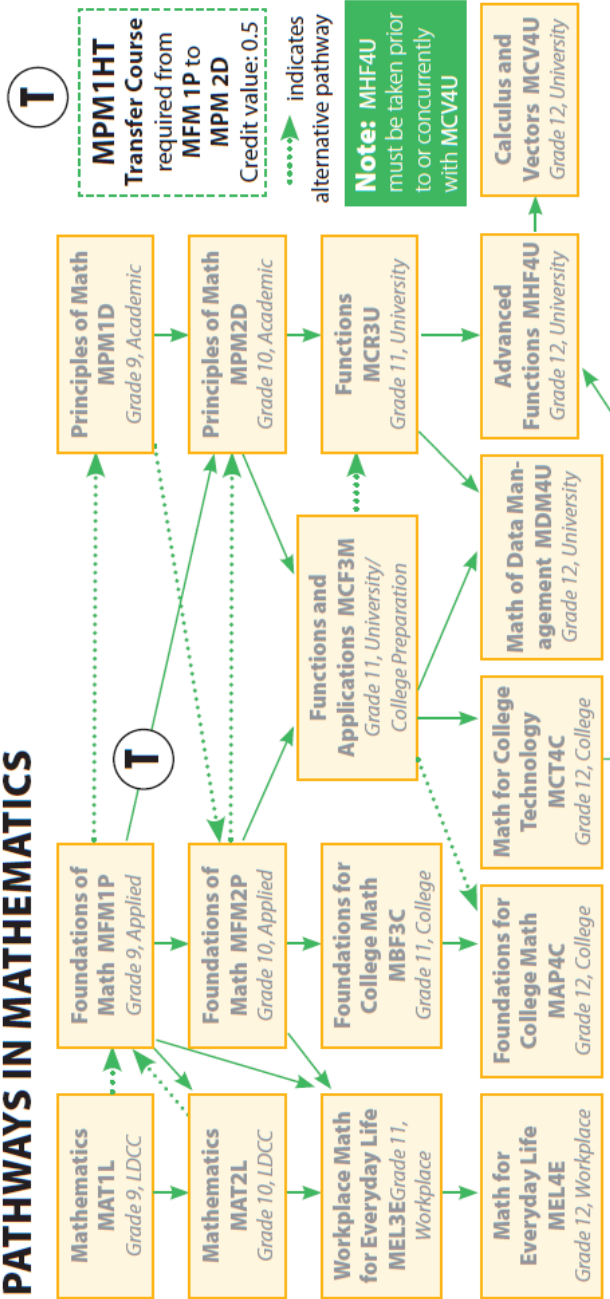 PATHWAYS IN MATHEMATICS
Mathematics
MAT1L
Grade 9, LDCC
Foundations of
Math MFM1P
Grade 9, Applied
Principles of Math
MPM1D
Grade 9, Academic
T
MPM1HT
Transfer Course
required from
MFM 1P to
MPM 2D
Credit value: 0.5
T
Mathematics
MAT2L
Grade 10, LDCC
Foundations of
Math MFM2P
Grade 10, Applied
Principles of Math
MPM2D
Grade 10, Academic
indicates
alternative pathway
Workplace Math
for Everyday Life
MEL3EGrade 11,
Workplace
Foundations for
College Math
MBF3C
Grade 11, College
Functions and
Applications MCF3M
Grade 11, University/
College Preparation
Functions
MCR3U
Grade 11, University
Note: MHF4U
must be taken prior
to or concurrently
with MCV4U
Math for
Everyday Life
MEL4E
Grade 12, Workplace
Foundations for
College Math
MAP4C
Grade 12, College
Math for College
Technology
MCT4C
Grade 12, College
Math of Data Man-
agement MDM4U
Grade 12, University
Advanced
Functions MHF4U
Grade 12, University
Calculus and
Vectors MCV4U
Grade 12, University